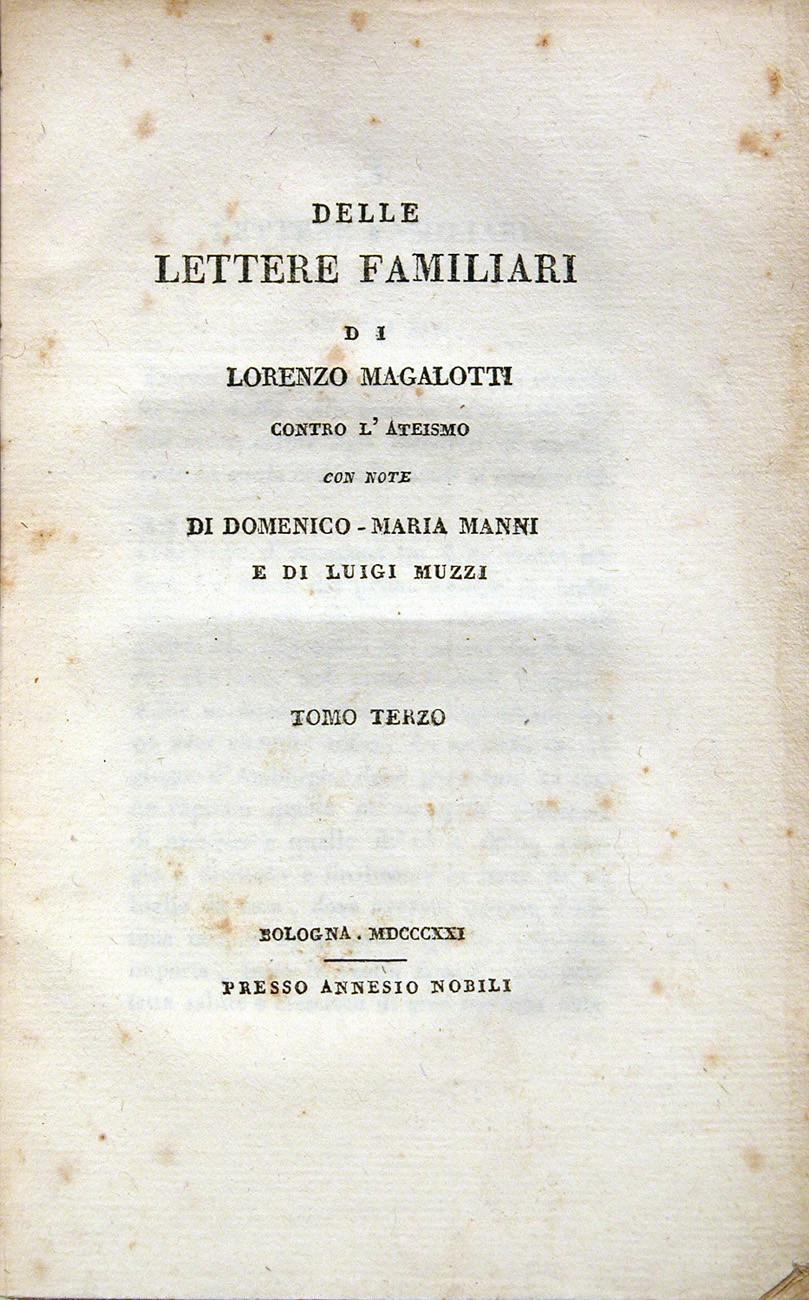 DELLE
LETTERE FAMILIARI
DI
LORENZO MAGALOTTI
CONTRO L' ATEISMO
CON NOTE
DI DOMENICO - MARIA MANNI
E DI LUIGI MUZZI
TOMO TERZO
BOLOGNA . MDCCCXXI
PRESSO ANNESIO NOBILI